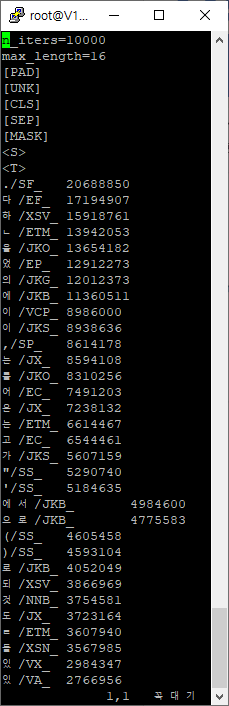 root@V1
n_iters=10000
max_length=16
[PAD]
[UNK]
[CLS]
[SEP]
[MASK]
<S>
<T>
./SF_ 20688850
다/EF_ 17194907
하/XSV_ 15918761
ㄴ/ETM_ 13942053
을/JKO_ 13654182
었/EP_ 12912273
의/JKG_ 12012373
에/JKB_ 11360511
이/VCP_ 8986000
이/JKS_ 8938636
,/SP_ 8614178
는/JX_ 8594108
를/JKO_ 8310256
어/EC_ 7491203
은/JX_ 7238132
는/ETM_ 6614467
고/EC_ 6544461
가/JKS_ 5607159
"/SS_ 5290740
'/SS_ 5184635
에서/JKB_ 4984600
으로/JKB_ 4775583
(/SS_ 4605458
)/SS_ 4593104
로/JKB_ 4052049
되/XSV_ 3866969
것/NNB_ 3754581
도/JX_ 3723164
ㄹ/ETM_ 3607940
들/XSN_ 3567985
있/VX_ 2984347
있/VA_ 2766956
1,1 꼭대기